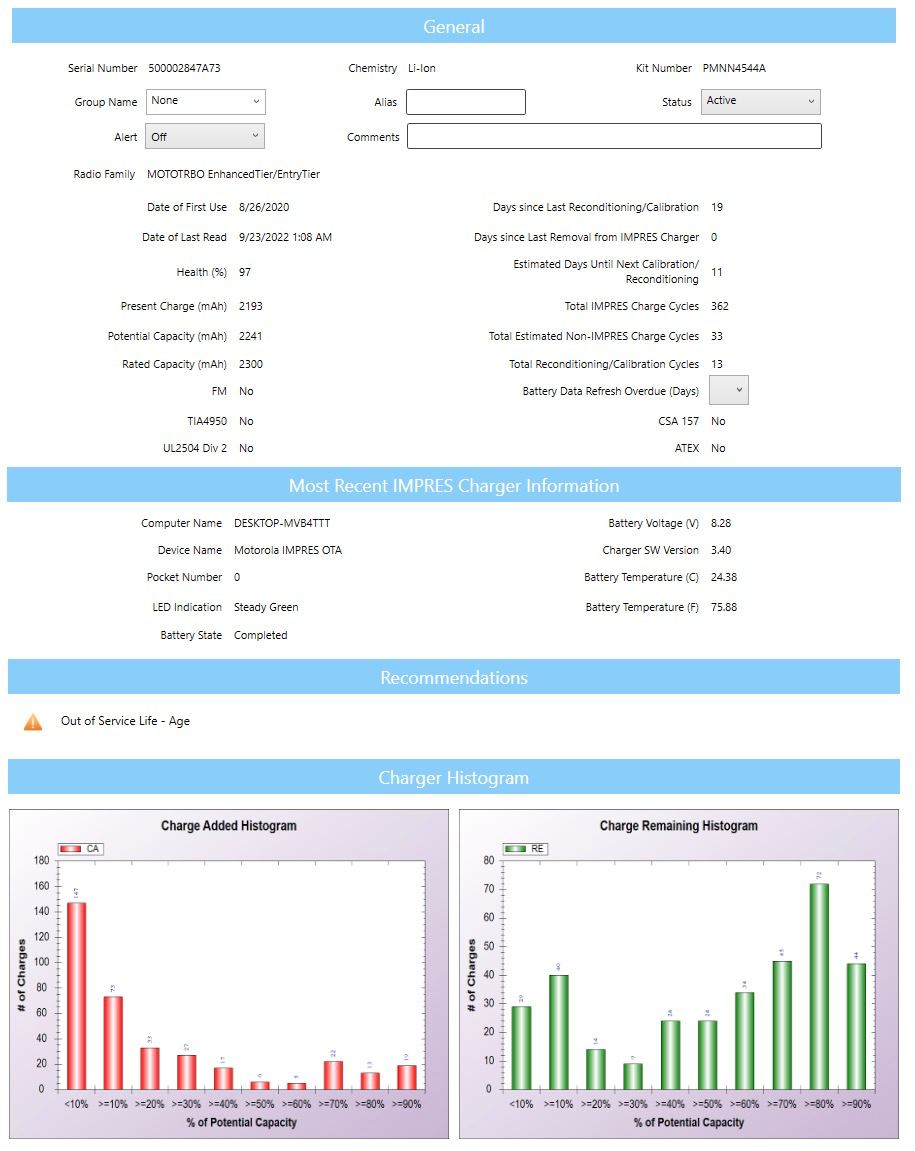 General
Serial Number 500002847A73 Chemistry Li-Ion Kit Number PMNN4544A
Group Name None Alias Status Active
Alert Off Comments
Radio Family MOTOTRBO EnhancedTier/EntryTier
Date of First Use 8/26/2020 Days since Last Reconditioning/Calibration 19
Date of Last Read 9/23/2022 1:08 AM Days since Last Removal from IMPRES Charger 0
Health (%) 97 Estimated Days Until Next Calibration/
Reconditioning 11
Present Charge (mAh) 2193 Total IMPRES Charge Cycles 362
Potential Capacity (mAh) 2241 Total Estimated Non-IMPRES Charge Cycles 33
Rated Capacity (mAh) 2300 Total Reconditioning/Calibration Cycles 13
FM No Battery Data Refresh Overdue (Days)
TIA4950 No CSA 157 No
UL2504 Div 2 No ATEX No
Most Recent IMPRES Charger Information
Computer Name DESKTOP-MVB4TTT Battery Voltage (V) 8.28
Device Name Motorola IMPRES OTA Charger SW Version 3.40
Pocket Number 0 Battery Temperature (C) 24.38
LED Indication Steady Green Battery Temperature (F) 75.88
Battery State Completed
Recommendations
Out of Service Life - Age
Charger Histogram
Charge Added Histogram
CA
# of Charges
180
160
140
120
100
80
60
40
20
0
147
73
33
27
17
6
5
22
13
19
<10% >=10% >=20% >=30% >=40% >=50% >=60% >=70% >=80% >=90%
% of Potential Capacity
Charge Remaining Histogram
RE
# of Charges
80
70
60
50
40
30
20
10
0
29
40
14
9
24
24
34
45
72
44
<10% >=10% >=20% >=30% >=40% >=50% >=60% >=70% >=80% >=90%
% of Potential Capacity